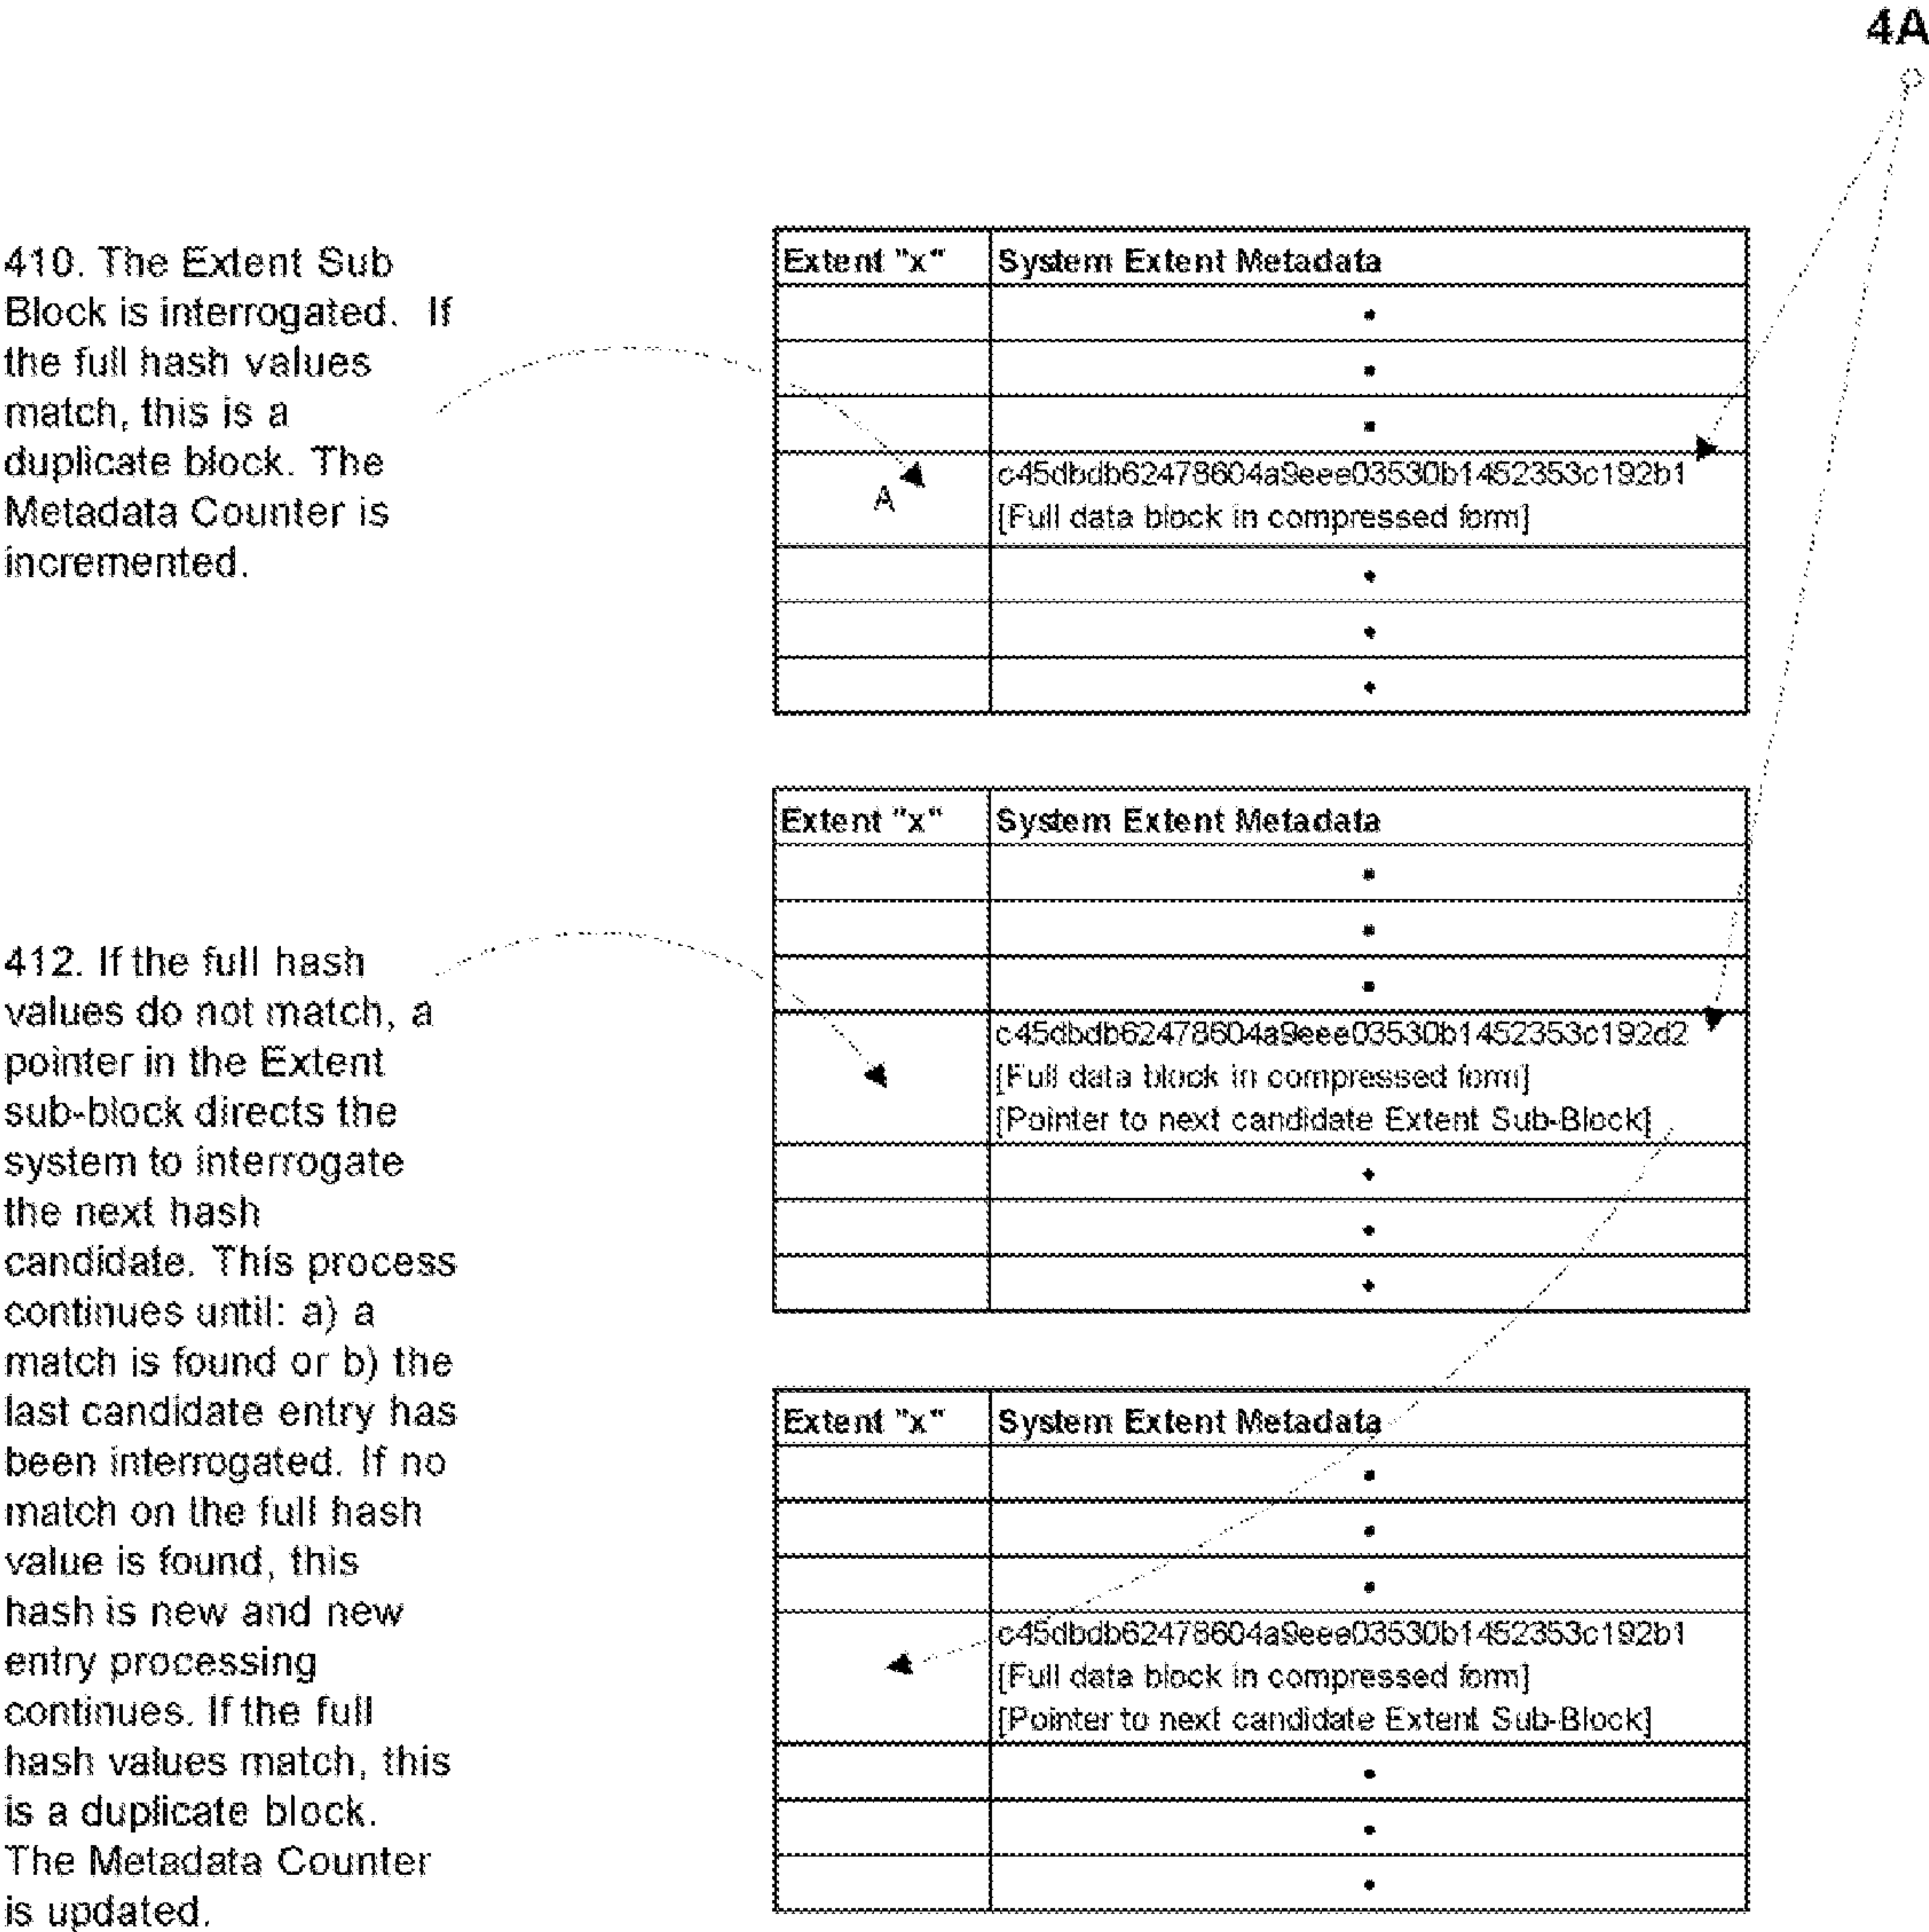 4A
410. The Extent Sub
Block is interrogated. If
the full hash values
match, this is a
duplicate block. The
Metadata Counter is
incremented.
Extent "x" System Extent Metadata
A
c45dbdb62478604a9eee03530b1452353c192b1
[Full data block in compressed form]
412. If the full hash
values do not match, a
pointer in the Extent
sub-block directs the
system to interrogate
the next hash
candidate. This process
continues until: a) a
match is found or b) the
last candidate entry has
been interrogated. If no
match on the full hash
value is found, this
hash is new and new
entry processing
continues. If the full
hash values match, this
is a duplicate block.
The Metadata Counter
is updated.
Extent "x" System Extent Metadata
c45dbdb62478604a9eee03530b1452353c192d2
[Full data block in compressed form]
[Pointer to next candidate Extent Sub-Block]
Extent "x" System Extent Metadata
c45dbdb62478604a9eee03530b1452353c192b1
[Full data block in compressed form]
[Pointer to next candidate Extent Sub-Block]